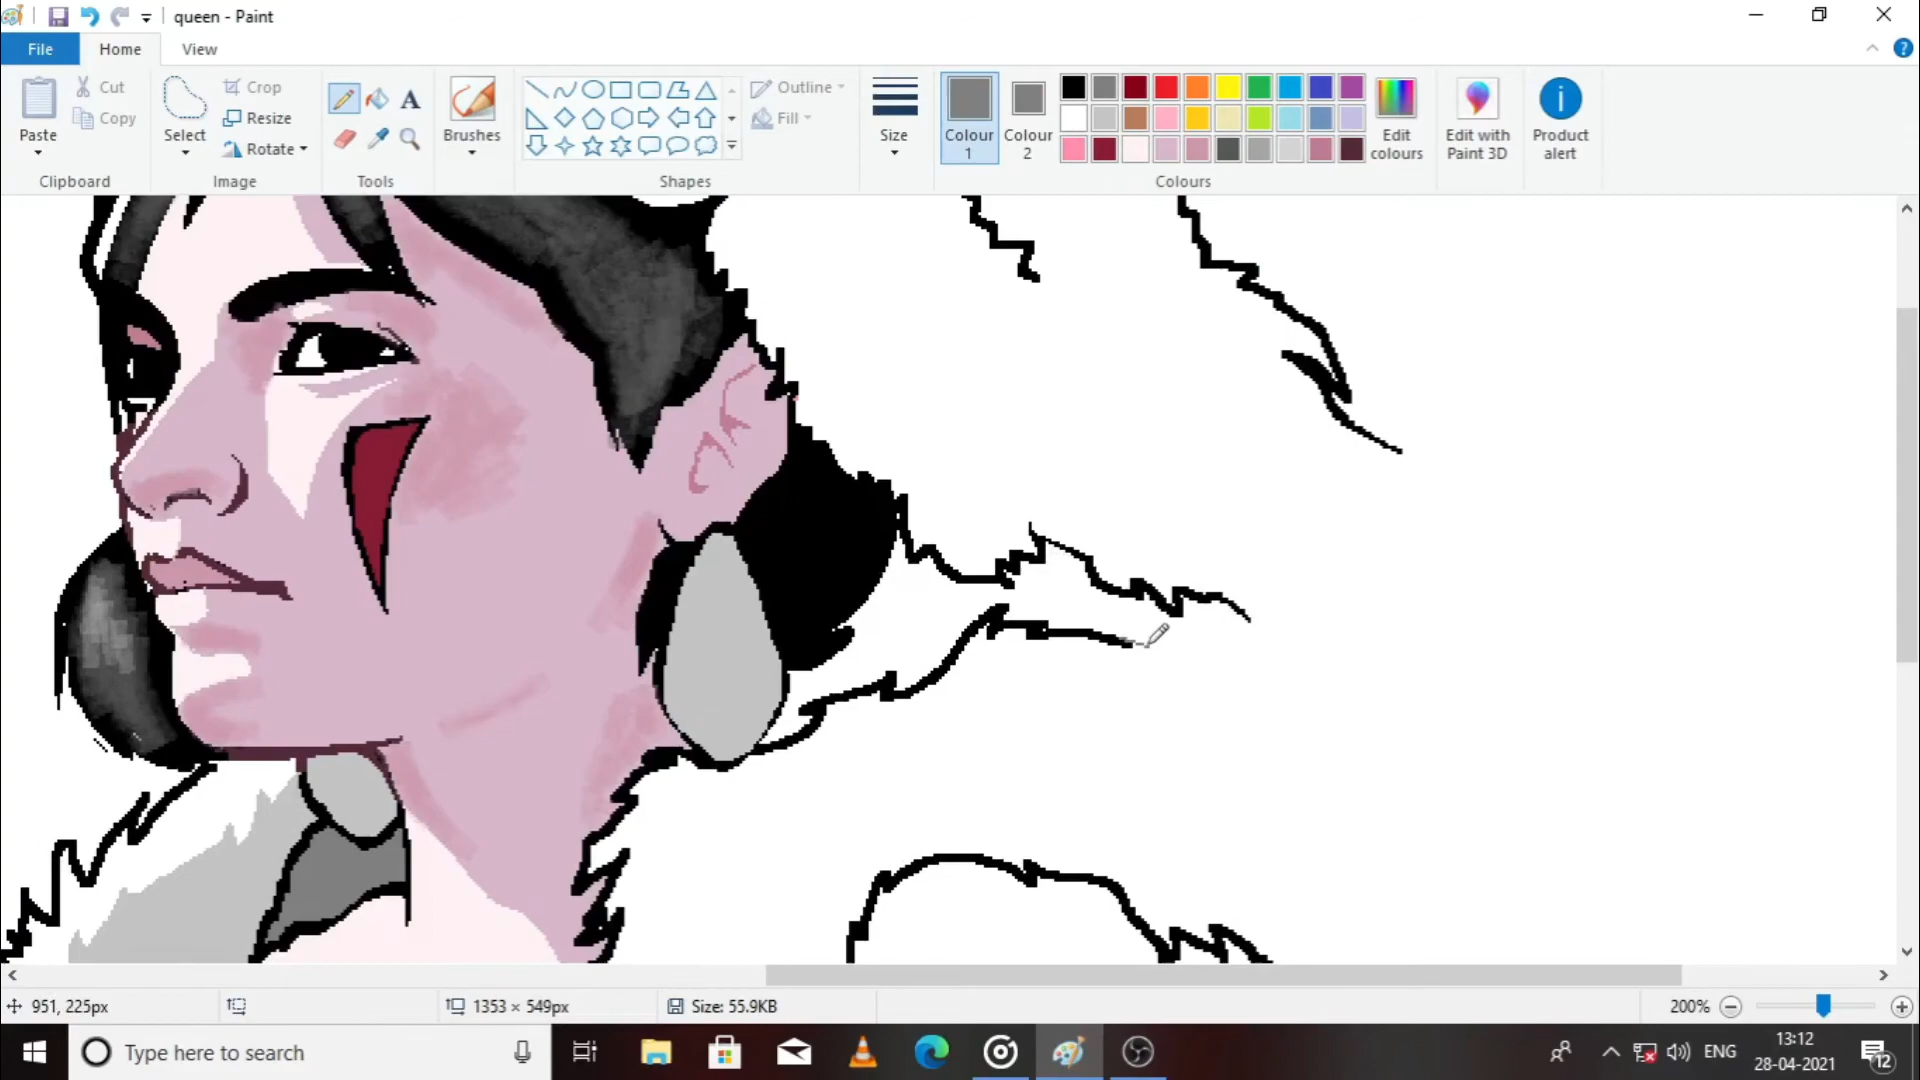 queen - Paint
File Home View
Paste
Cut
Copy
Clipboard
Select
Crop
Resize
Rotate
Image
A
Tools
Brushes
Shapes
Outline
Fill
Size
Colour 1
Colour 2
Edit colours
Edit with Paint 3D
Product alert
Colours
951, 225px
1353 × 549px
Size: 55.9KB
200%
Type here to search
ENG
13:12
28-04-2021
12